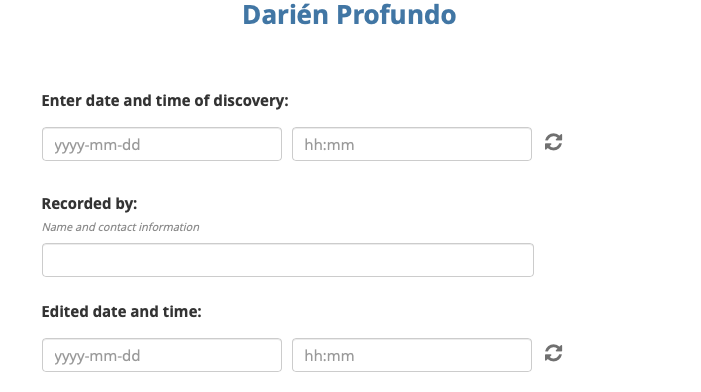 Darién Profundo
Enter date and time of discovery:
yyyy-mm-dd hh:mm
Recorded by:
Name and contact information
Edited date and time:
yyyy-mm-dd hh:mm